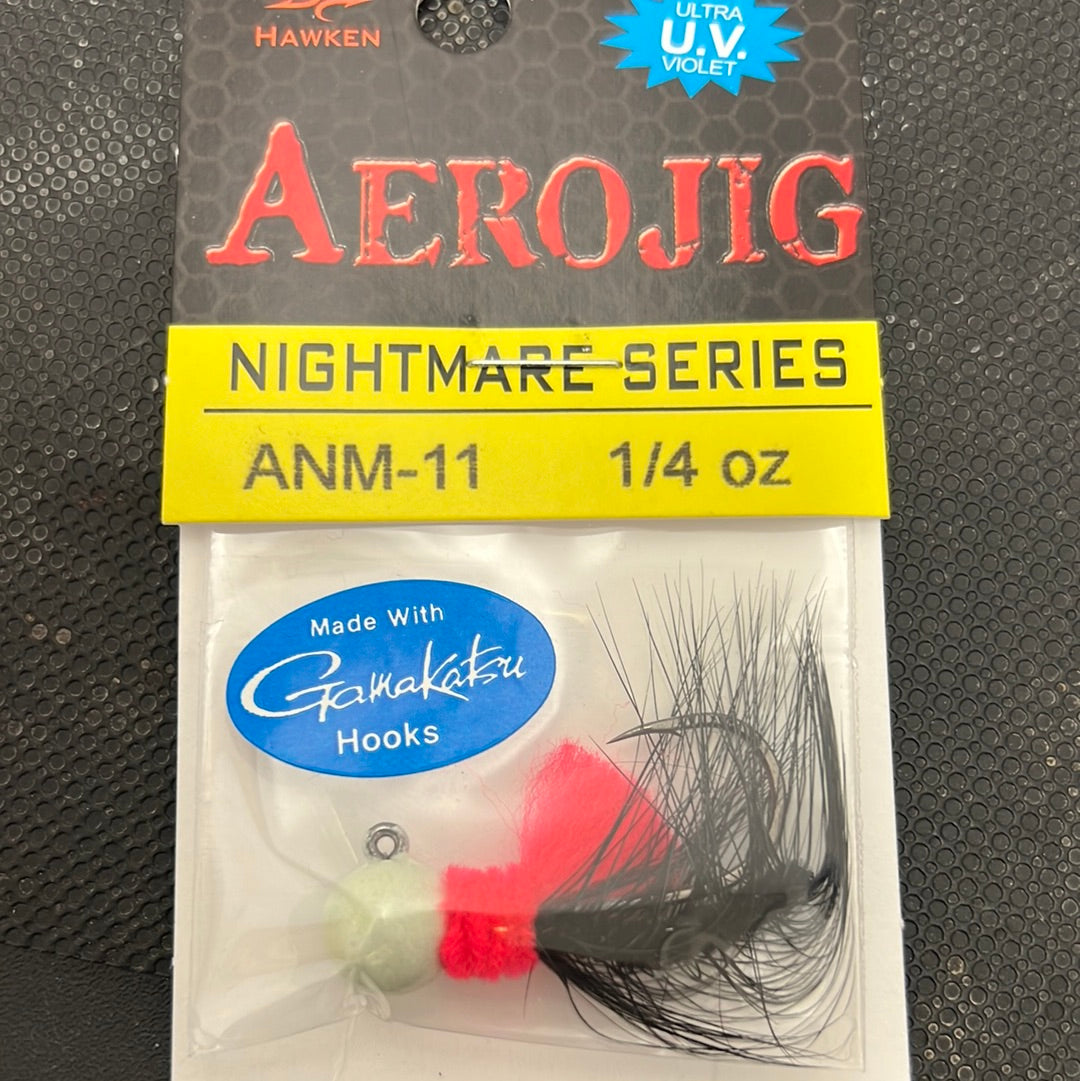 HAWKEN
ULTRA
U.V.
VIOLET
AEROJIG
NIGHTMARE SERIES
ANM-11 1/4 oz
Made With
Gamakatsu
Hooks